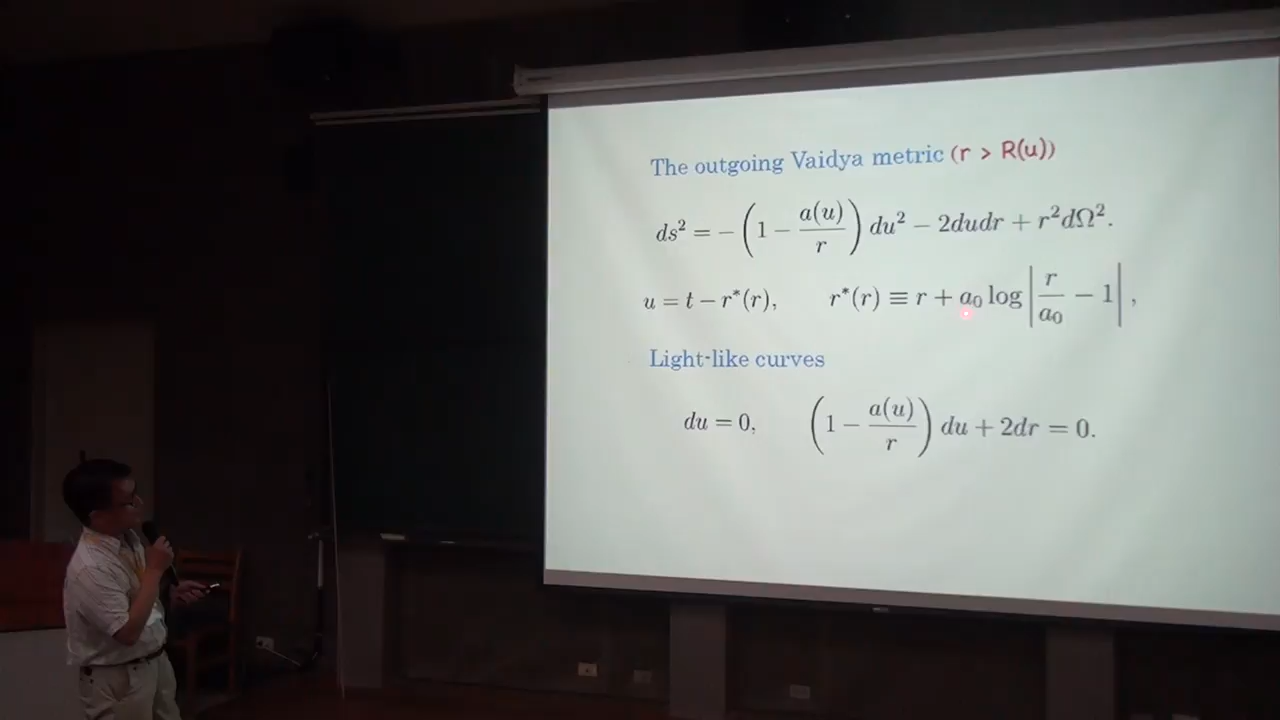 The outgoing Vaidya metric (r > R(u))
ds² = −(1 − a(u)/r) du² − 2dudr + r²dΩ².
u = t − r*(r), r*(r) ≡ r + a₀ log |r/a₀ − 1|,
Light-like curves
du = 0, (1 − a(u)/r) du + 2dr = 0.